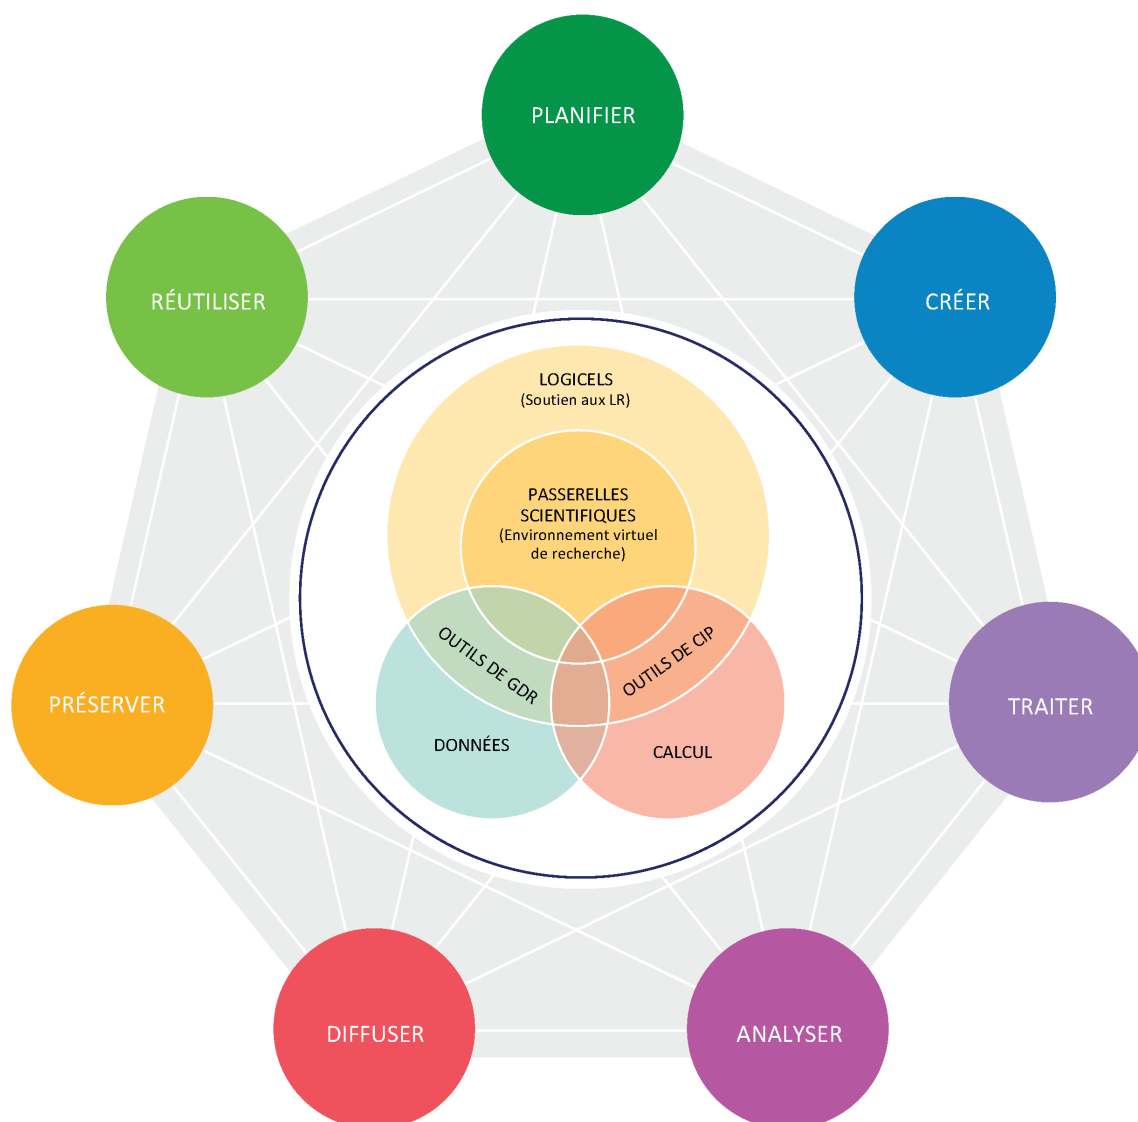 PLANIFIER
RÉUTILISER
CRÉER
LOGICELS
(Soutien aux LR)
PASSERELLES
SCIENTIFIQUES
(Environnement virtuel
de recherche)
OUTILS DE GDR
OUTILS DE CIP
PRÉSERVER
TRAITER
DONNÉES
CALCUL
DIFFUSER
ANALYSER